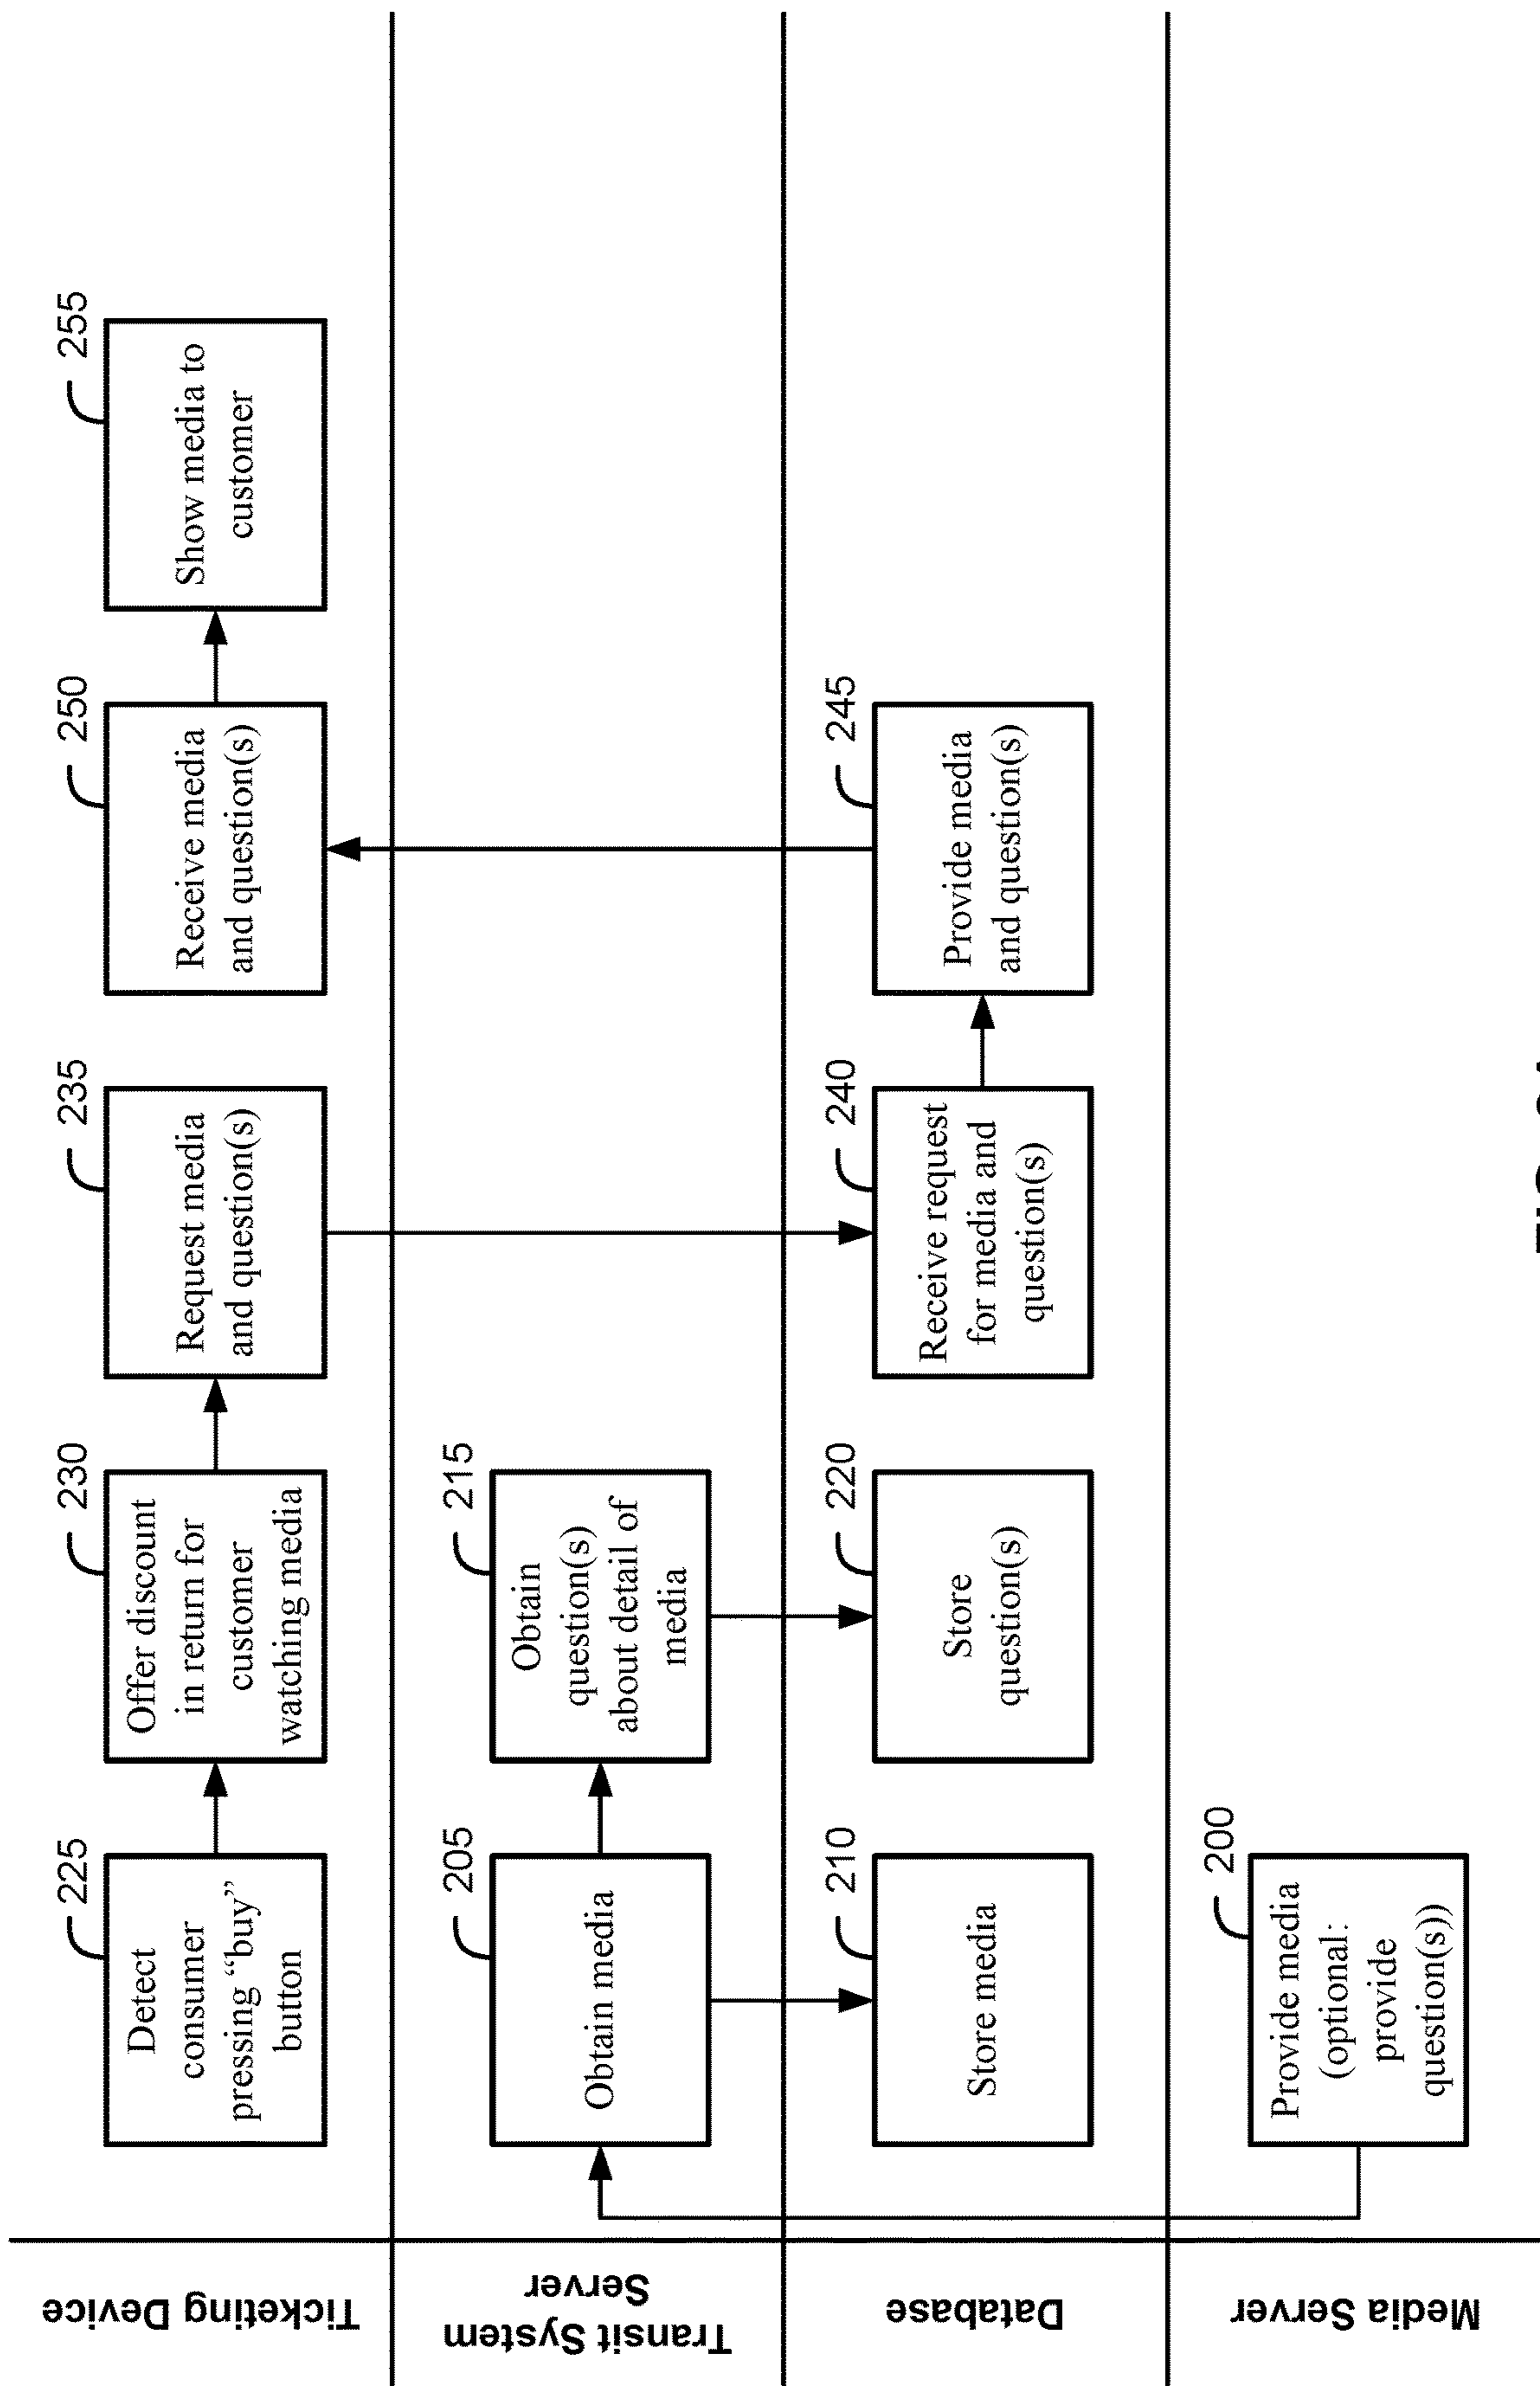 Ticketing Device
225
Detect
consumer
pressing “buy”
button
230
Offer discount
in return for
customer
watching media
235
Request media
and question(s)
250
Receive media
and question(s)
255
Show media to
customer
Transit System
Server
205
Obtain media
215
Obtain
question(s)
about detail of
media
Database
210
Store media
220
Store
question(s)
240
Receive request
for media and
question(s)
245
Provide media
and question(s)
Media Server
200
Provide media
(optional:
provide
question(s))